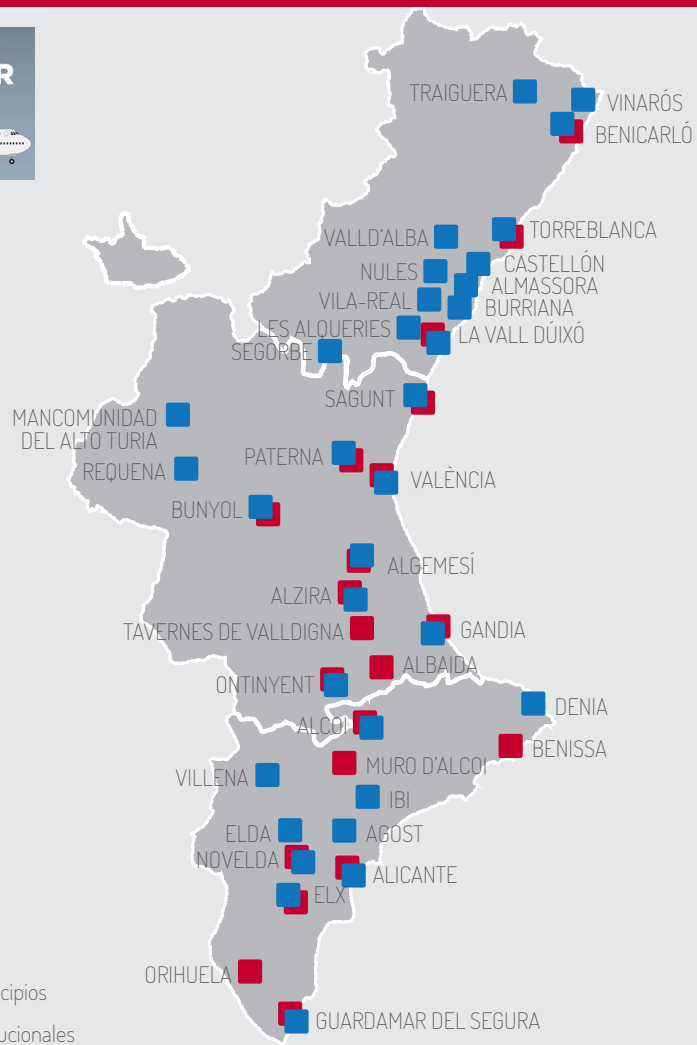 R
TRAIGUERA
VINARÓS
BENICARLÓ
TORREBLANCA
VALLD'ALBA
CASTELLÓN
NULES
ALMASSORA
VILA-REAL
BURRIANA
LES ALQUERIES
LA VALL DÚIXÓ
SEGORBE
SAGUNT
MANCOMUNIDAD
DEL ALTO TURIA
PATERNA
REQUENA
VALÈNCIA
BUNYOL
ALGEMESÍ
ALZIRA
TAVERNES DE VALLDIGNA
GANDIA
ALBAIDA
ONTINYENT
DENIA
ALCOI
BENISSA
MURO D'ALCOI
VILLENA
IBI
ELDA
AGOST
NOVELDA
ALICANTE
ELX
ORIHUELA
cipios
GUARDAMAR DEL SEGURA
ucionales